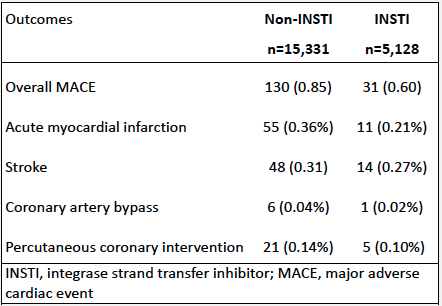 Outcomes Non-INSTI INSTI
n=15,331 n=5,128
Overall MACE 130 (0.85) 31 (0.60)
Acute myocardial infarction 55 (0.36%) 11 (0.21%)
Stroke 48 (0.31) 14 (0.27%)
Coronary artery bypass 6 (0.04%) 1 (0.02%)
Percutaneous coronary intervention 21 (0.14%) 5 (0.10%)
INSTI, integrase strand transfer inhibitor; MACE, major adverse
cardiac event